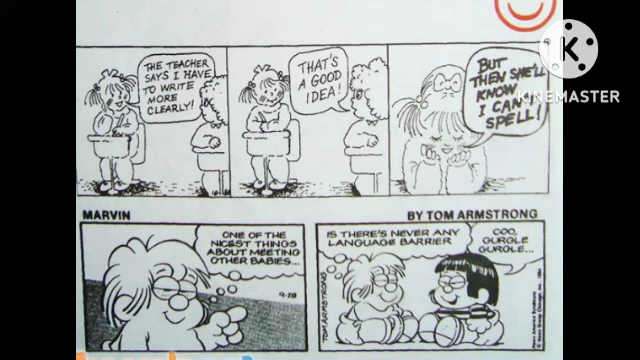 THE TEACHER
SAYS I HAVE
TO WRITE
MORE
CLEARLY!
THAT'S
A GOOD
IDEA!
BUT
THEN SHE'LL
KNOW
I CAN'T
SPELL!
KINEMASTER
MARVIN
BY TOM ARMSTRONG
ONE OF THE
NICEST THINGS
ABOUT MEETING
OTHER BABIES...
9-28
IS THERE'S NEVER ANY
LANGUAGE BARRIER
COO,
GURGLE
GURGLE...
TOM ARMSTRONG